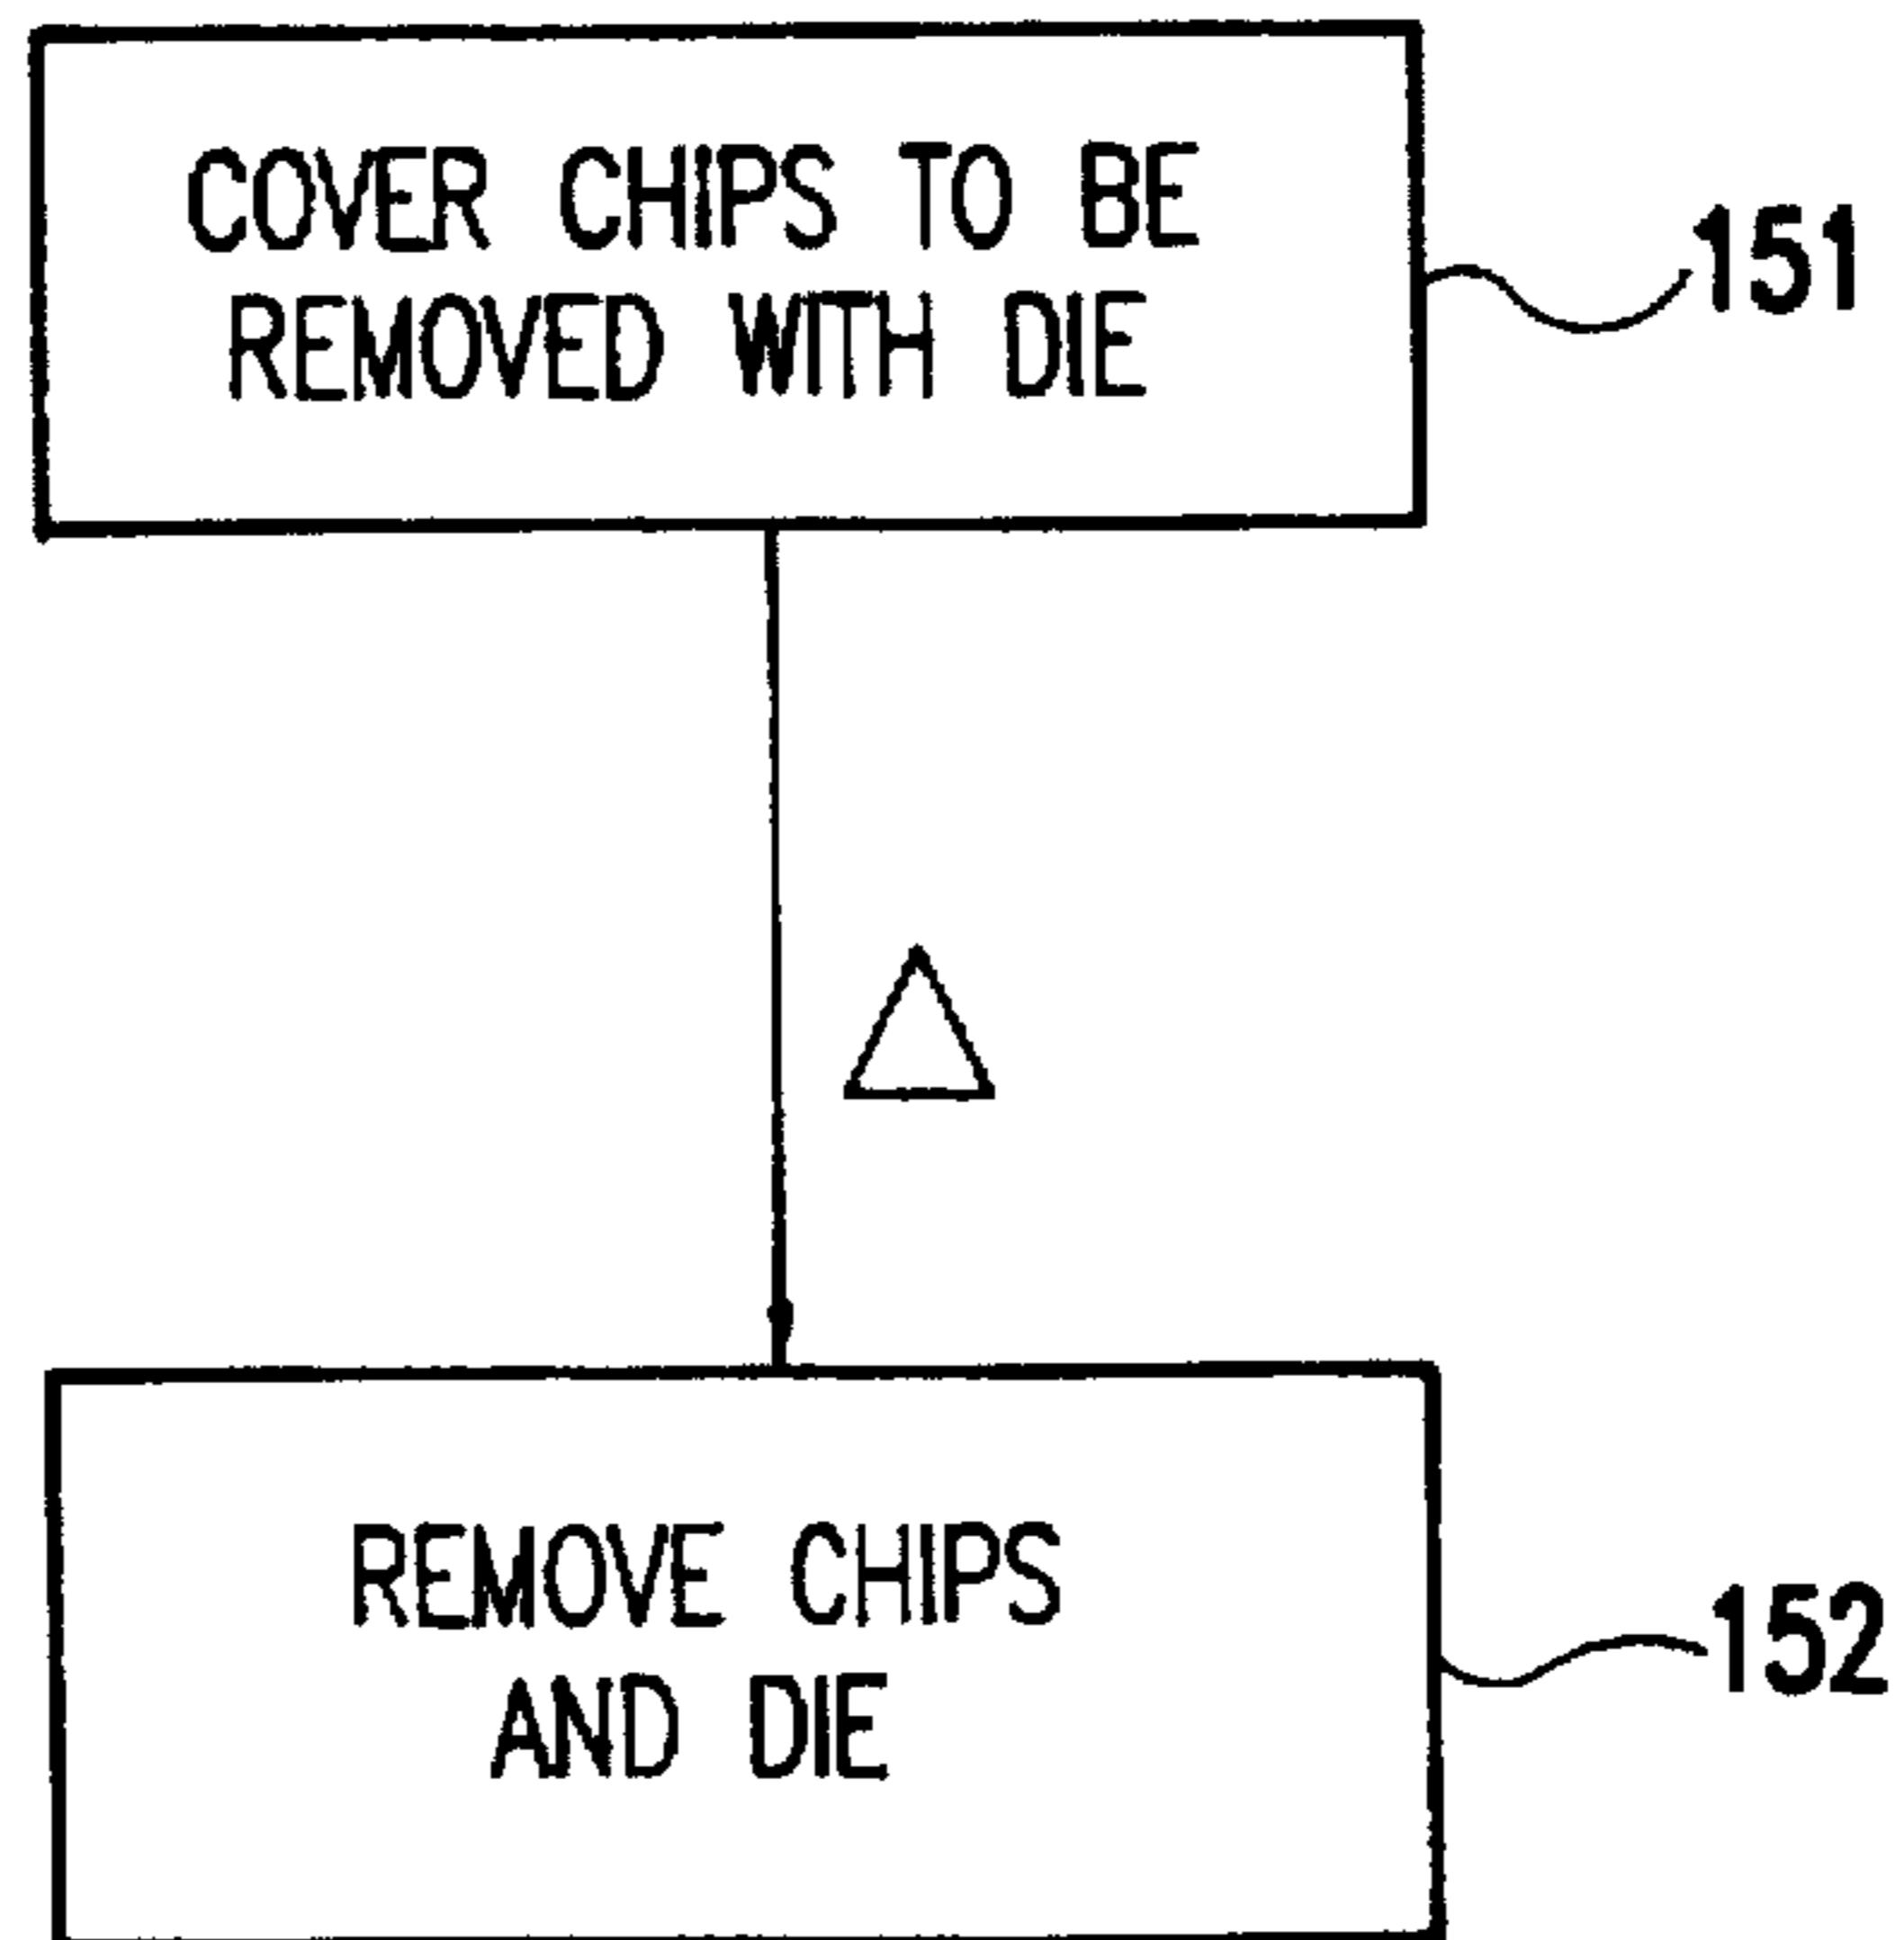 COVER CHIPS TO BE
REMOVED WITH DIE
151
Δ
REMOVE CHIPS
AND DIE
152